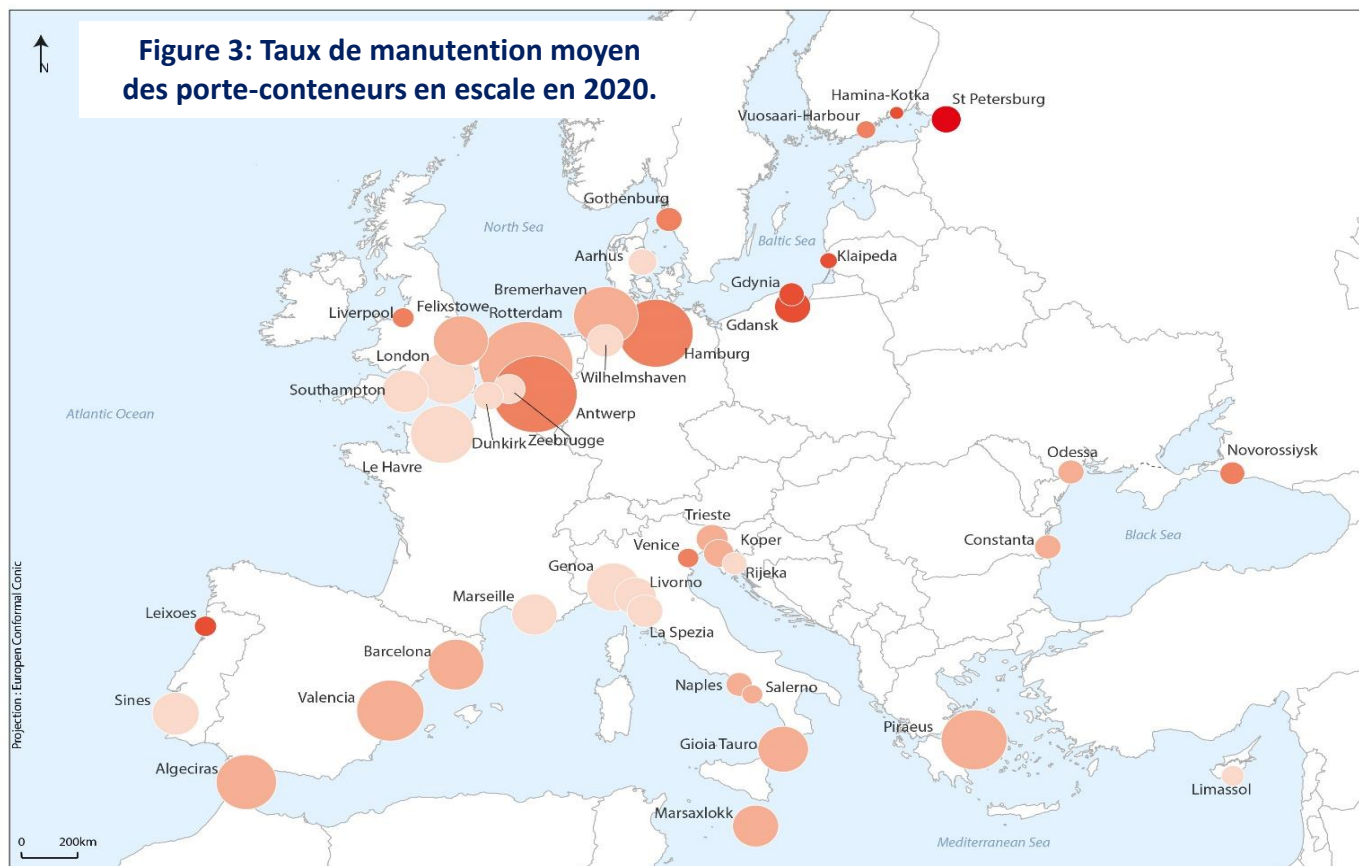 Figure 3: Taux de manutention moyen
des porte-conteneurs en escale en 2020.
N
Hamina-Kotka
St Petersburg
Vuosaari-Harbour
Gothenburg
North Sea
Baltic Sea
Aarhus
Klaipeda
Gdynia
Bremerhaven
Felixstowe
Rotterdam
Liverpool
Gdansk
Hamburg
London
Wilhelmshaven
Southampton
Atlantic Ocean
Antwerp
Dunkirk
Zeebrugge
Le Havre
Odessa
Novorossiysk
Trieste
Koper
Constanta
Black Sea
Venice
Genoa
Rijeka
Livorno
Marseille
Leixoes
La Spezia
Barcelona
Naples
Salerno
Sines
Valencia
Piraeus
Gioia Tauro
Algeciras
Limassol
Marsaxlokk
Mediterranean Sea
0 200km
Projection : Europen Conformal Conic